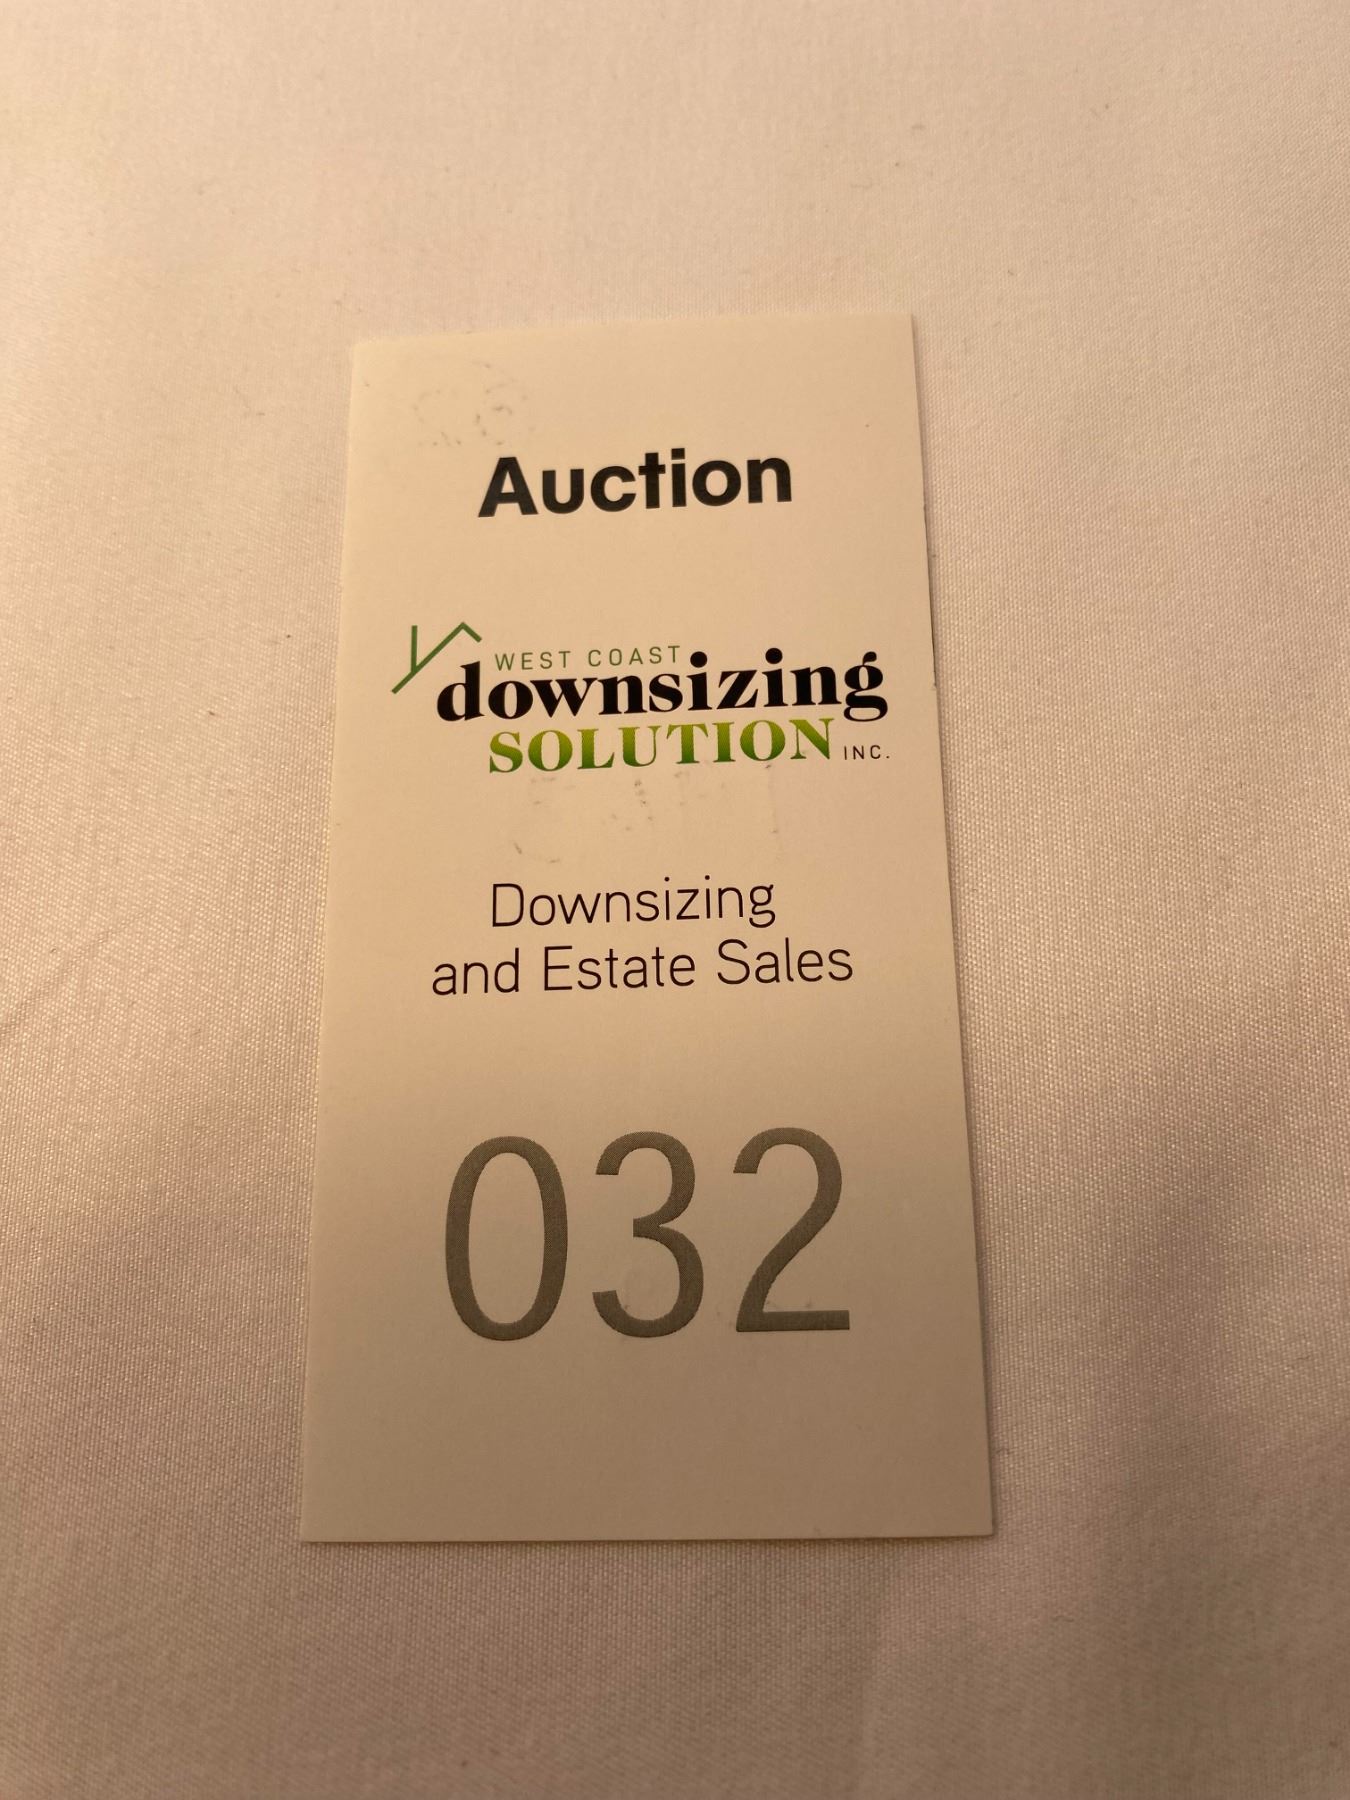 Auction
WEST COAST
downsizing
SOLUTION INC.
Downsizing
and Estate Sales
032